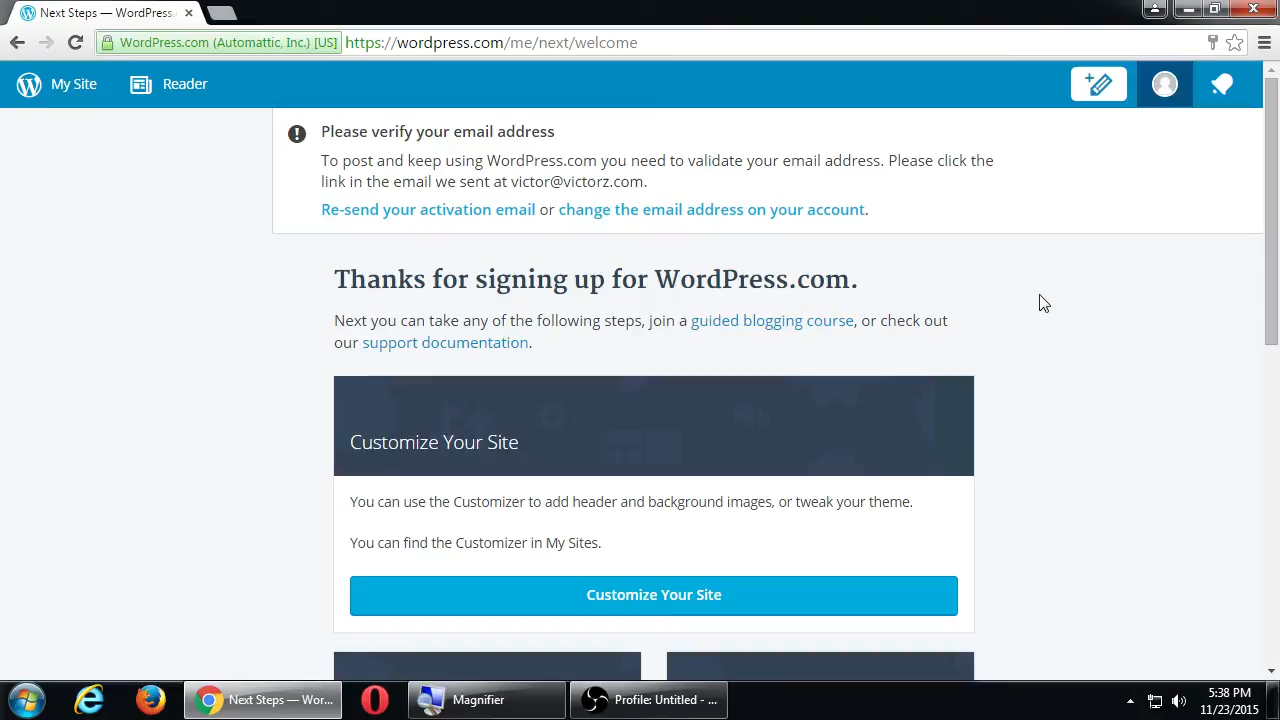 Next Steps — WordPress.
WordPress.com (Automattic, Inc.) [US] https://wordpress.com/me/next/welcome
My Site Reader
Please verify your email address
To post and keep using WordPress.com you need to validate your email address. Please click the
link in the email we sent at victor@victorz.com.
Re-send your activation email or change the email address on your account.
Thanks for signing up for WordPress.com.
Next you can take any of the following steps, join a guided blogging course, or check out
our support documentation.
Customize Your Site
You can use the Customizer to add header and background images, or tweak your theme.
You can find the Customizer in My Sites.
Customize Your Site
Next Steps — Wor... Magnifier Profile: Untitled - ...
5:38 PM
11/23/2015